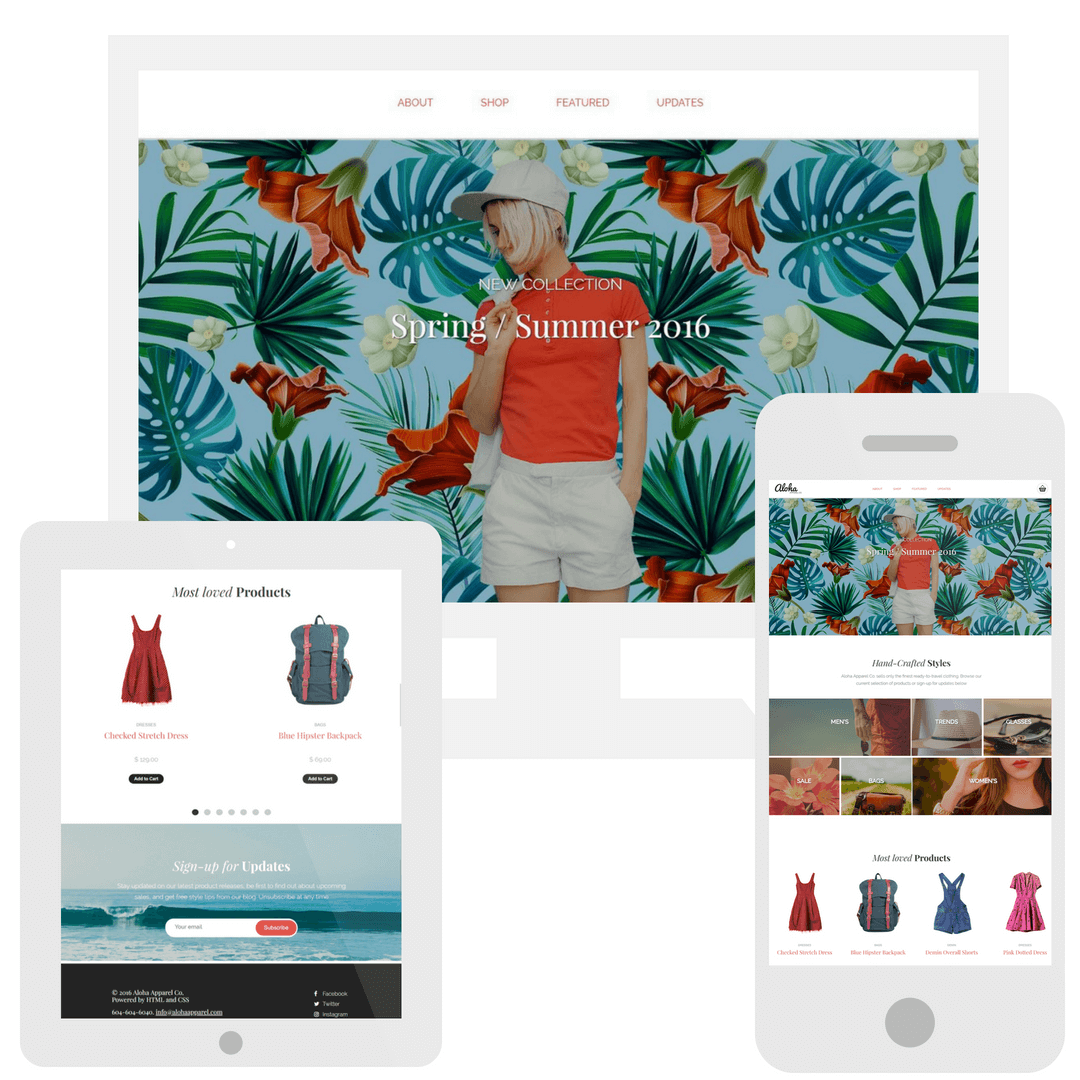 ABOUT SHOP FEATURED UPDATES
NEW COLLECTION
Spring / Summer 2016
Most loved Products
DRESSES BAGS
Checked Stretch Dress Blue Hipster Backpack
$ 129.00 $ 69.00
Add to Cart Add to Cart
Sign-up for Updates
Stay updated on our latest product releases, be first to find out about upcoming
sales, and get free style tips from our blog. Unsubscribe at any time.
Your email Subscribe
© 2016 Aloha Apparel Co.
Powered by HTML and CSS
604-604-6040. info@alohaapparel.com
Facebook
Twitter
Instagram
Aloha
ABOUT SHOP FEATURED UPDATES
COLLECTION
Spring / Summer 2016
Hand-Crafted Styles
Aloha Apparel Co. sells only the finest ready-to-travel clothing. Browse our
current selection of products or sign-up for updates below.
MEN'S TRENDS GLASSES
SALE BAGS WOMEN'S
Most loved Products
DRESSES BAGS DRESSES
Checked Stretch Dress Blue Hipster Backpack Denim Overall Shorts Pink Dotted Dress